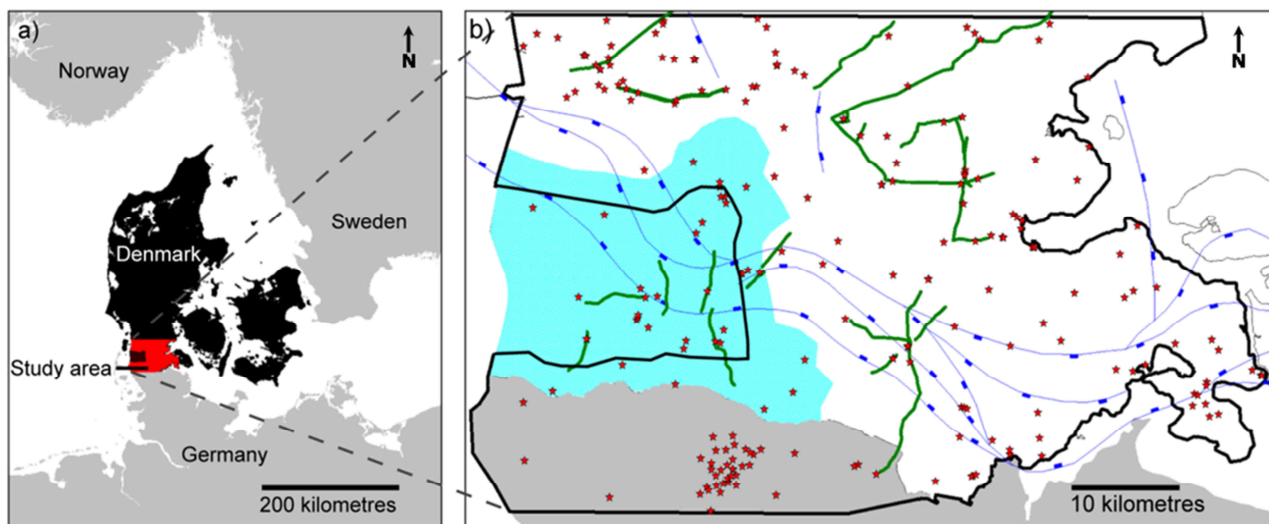 a)
N
Norway
Sweden
Denmark
Study area
Germany
200 kilometres
b)
N
10 kilometres